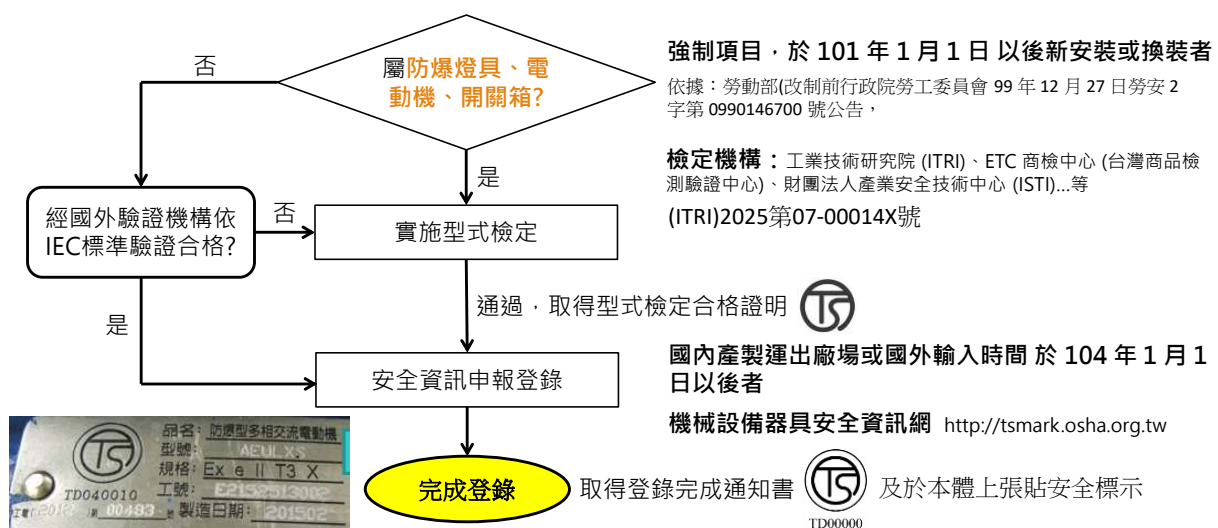 屬防爆燈具、電
動機、開關箱?
否
是
強制項目，於 101 年 1 月 1 日 以後新安裝或換裝者
依據：勞動部(改制前行政院勞工委員會 99 年 12 月 27 日勞安 2
字第 0990146700 號公告，
檢定機構：工業技術研究院 (ITRI)、ETC 商檢中心 (台灣商品檢
測驗證中心)、財團法人產業安全技術中心 (ISTI)...等
(ITRI)2025第07-00014X號
經國外驗證機構依
IEC標準驗證合格?
否
實施型式檢定
是
通過，取得型式檢定合格證明
TS
安全資訊申報登錄
國內產製運出廠場或國外輸入時間 於 104 年 1 月 1
日以後者
機械設備器具安全資訊網 http://tsmark.osha.org.tw
完成登錄
取得登錄完成通知書
TS
TD00000
及於本體上張貼安全標示
TS
TD040010
品名: 防爆型多相交流電動機
型號: AEULXS
規格: Ex e II T3 X
工號:
00483
號 製造日期: 201502